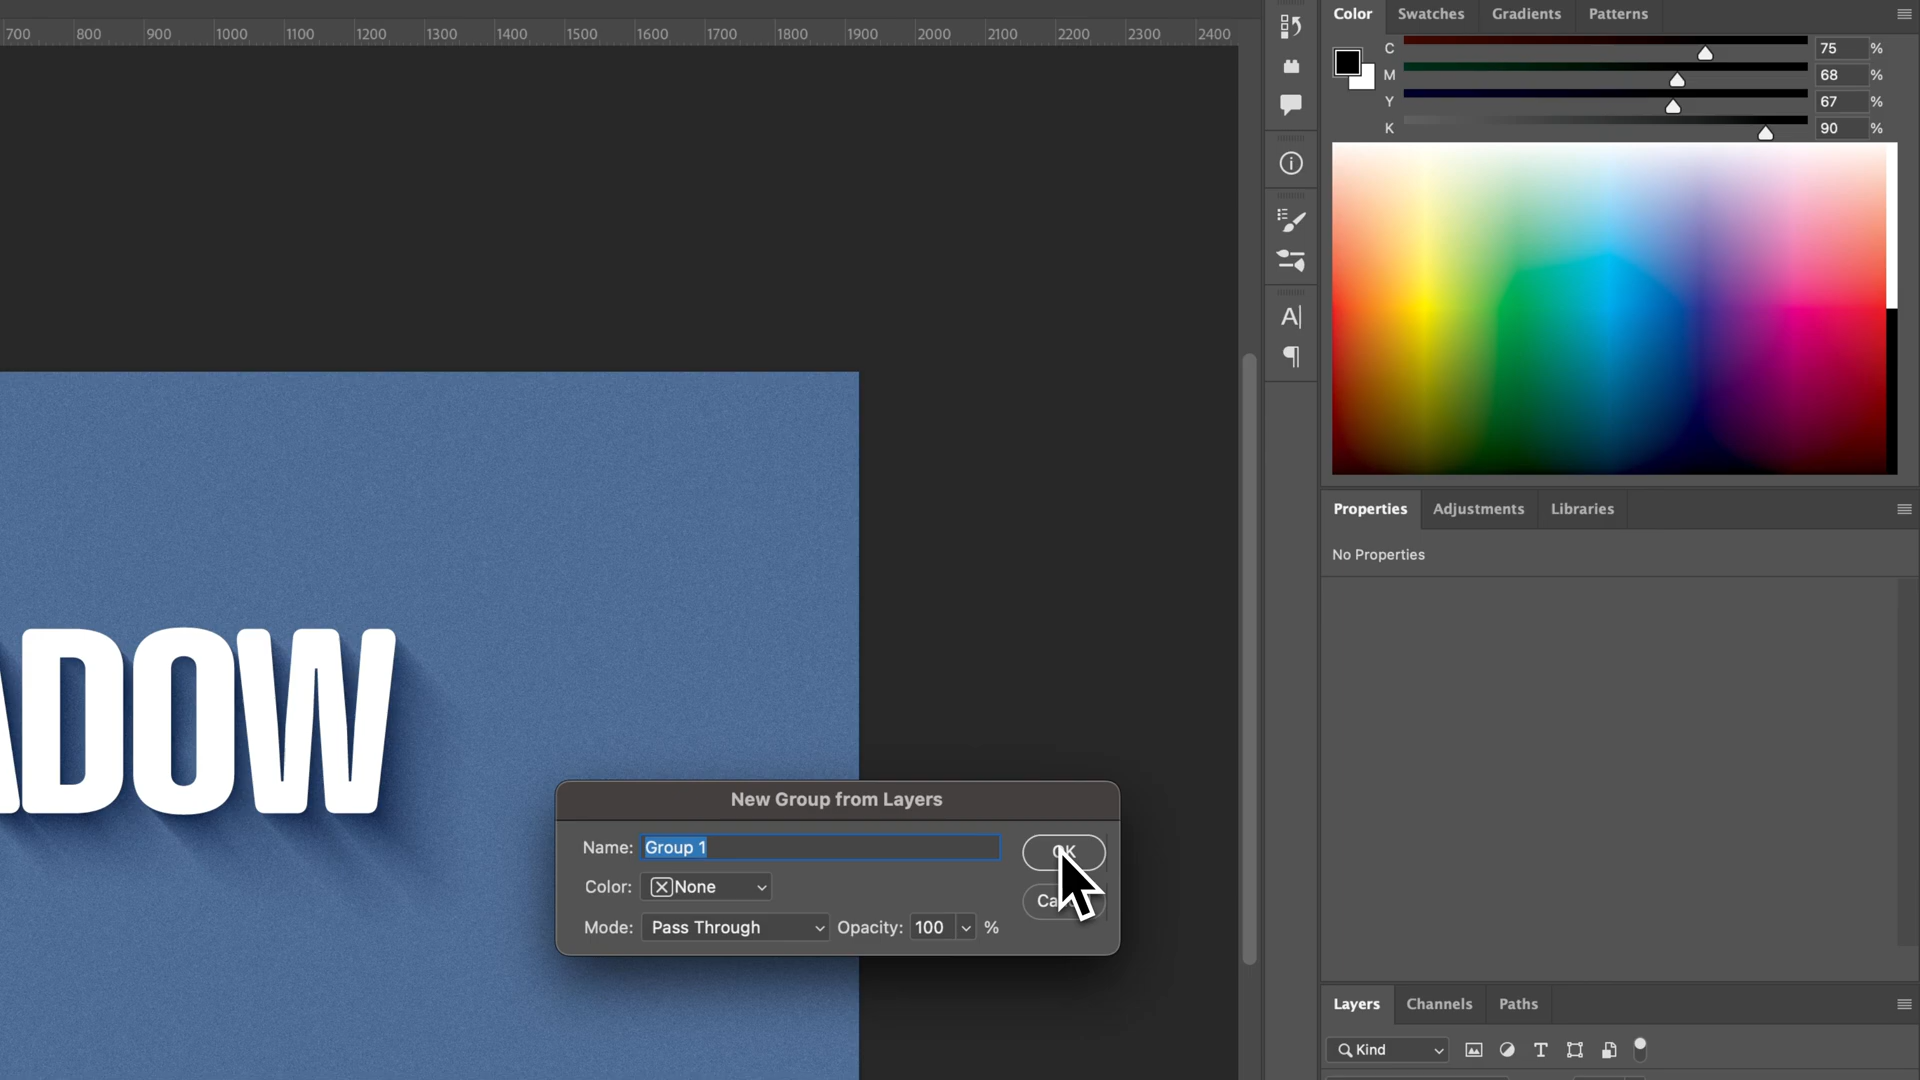 700 800 900 1000 1100 1200 1300 1400 1500 1600 1700 1800 1900 2000 2100 2200 2300 2400
Color Swatches Gradients Patterns
C 75 %
M 68 %
Y 67 %
K 90 %
A
Properties Adjustments Libraries
No Properties
ADOW
New Group from Layers
Name: Group 1
OK
Color: None
Ca
Mode: Pass Through Opacity: 100 %
Layers Channels Paths
Kind T